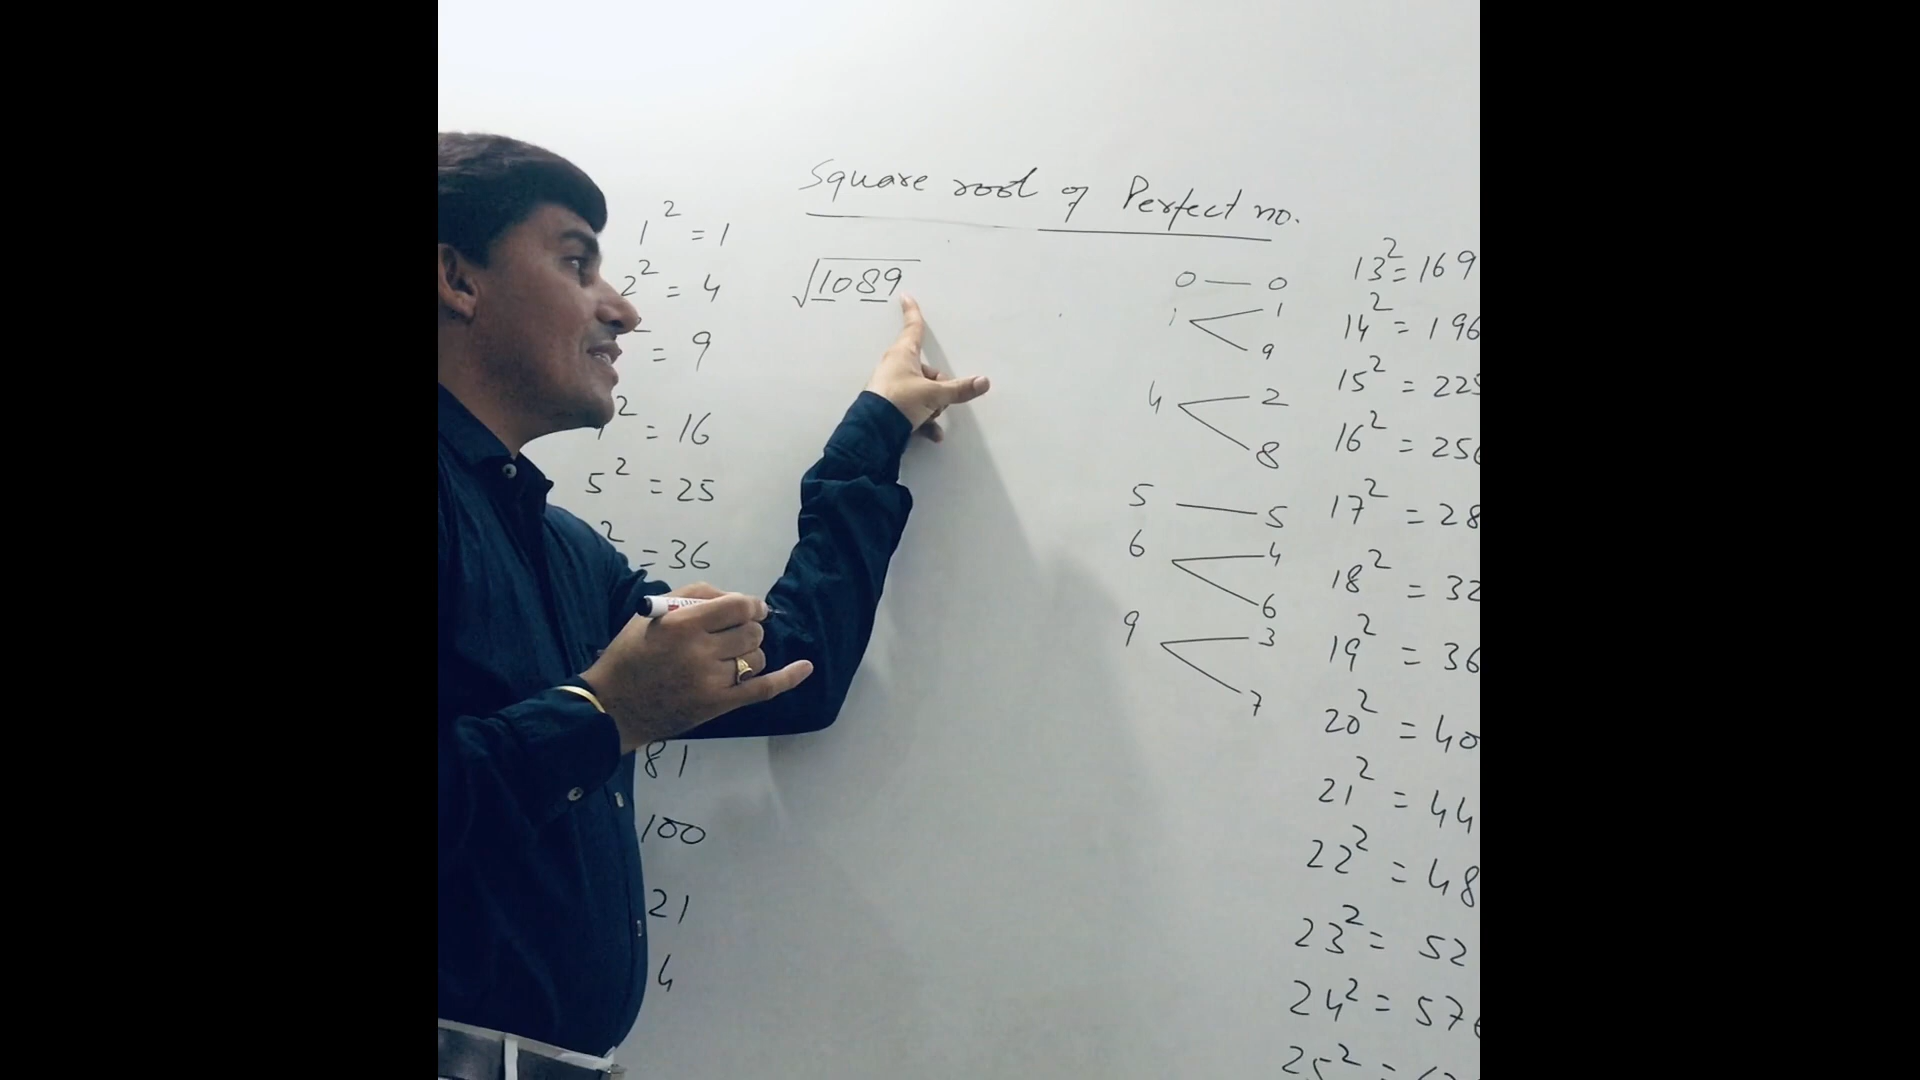 Square root of Perfect no.
1² = 1
2² = 4
² = 9
² = 16
5² = 25
² = 36
81
100
21
4
√1089
0 — 0
1 < 1
9
4 < 2
8
5 — 5
6 < 4
6
9 < 3
7
13² = 169
14² = 196
15² = 225
16² = 256
17² = 28
18² = 32
19² = 36
20² = 40
21² = 44
22² = 48
23² = 52
24² = 576
25² =